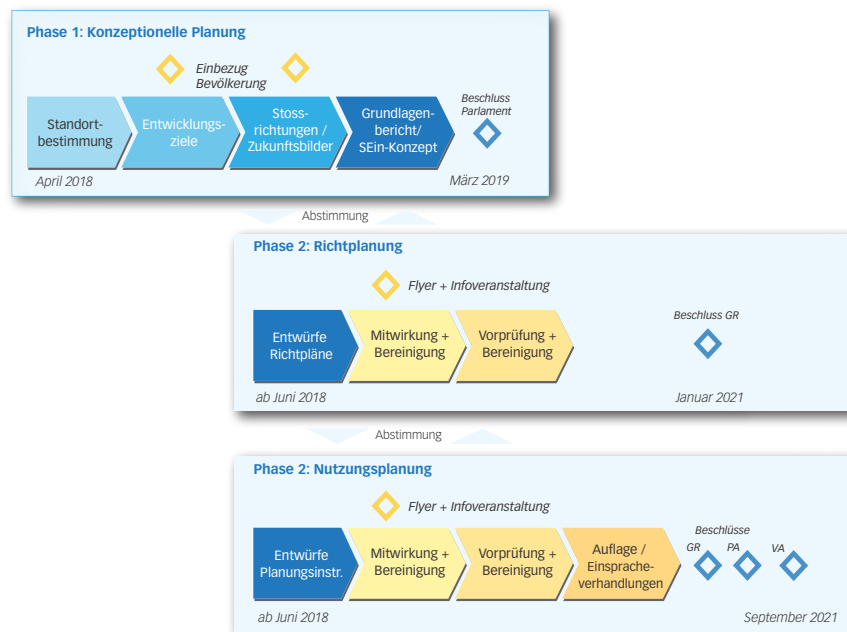 Phase 1: Konzeptionelle Planung
Einbezug
Bevölkerung
Standort-
bestimmung
Entwicklungs-
ziele
Stoss-
richtungen /
Zukunftsbilder
Grundlagen-
bericht/
SEin-Konzept
Beschluss
Parlament
April 2018
März 2019
Abstimmung
Phase 2: Richtplanung
Flyer + Infoveranstaltung
Entwürfe
Richtpläne
Mitwirkung +
Bereinigung
Vorprüfung +
Bereinigung
Beschluss GR
ab Juni 2018
Januar 2021
Abstimmung
Phase 2: Nutzungsplanung
Flyer + Infoveranstaltung
Entwürfe
Planungsinstr.
Mitwirkung +
Bereinigung
Vorprüfung +
Bereinigung
Auflage /
Einsprache-
verhandlungen
Beschlüsse
GR PA VA
ab Juni 2018
September 2021